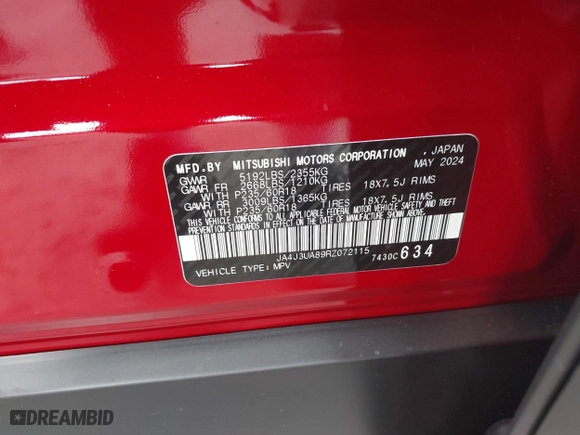 MFD.BY MITSUBISHI MOTORS CORPORATION , JAPAN
GVWR 5192LBS/2355KG MAY 2024
GAWR FR 2668LBS/1210KG
WITH P235/60R18 TIRES 18X7.5J RIMS
GAWR RR 3009LBS/1365KG
WITH P235/60R18 TIRES 18X7.5J RIMS
THIS VEHICLE CONFORMS TO ALL APPLICABLE FEDERAL MOTOR
VEHICLE SAFETY, BUMPER, AND THEFT
PREVENTION STANDARDS IN EFFECT ON THE DATE OF MANUFACTURE SHOWN ABOVE.
JA4J3UA89RZ072115 7430C 634
VEHICLE TYPE: MPV
DREAMBID